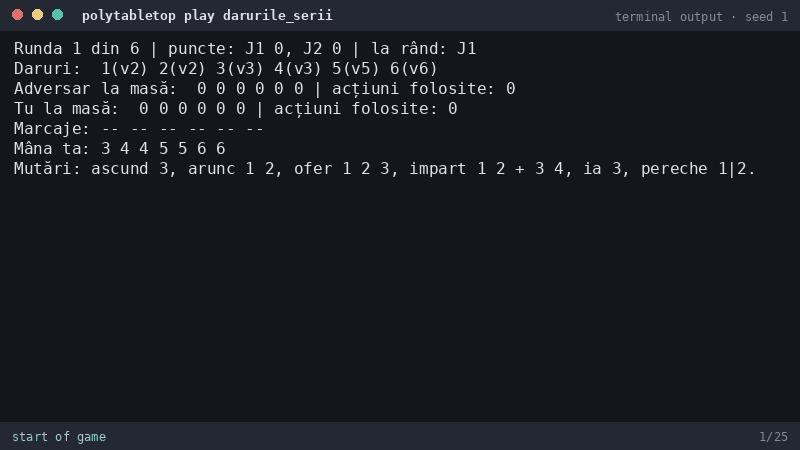 polytabletop play darurile_serii
terminal output · seed 1
Runda 1 din 6 | puncte: J1 0, J2 0 | la rând: J1
Daruri:  1(v2) 2(v2) 3(v3) 4(v3) 5(v5) 6(v6)
Adversar la masă:  0 0 0 0 0 0 | acțiuni folosite: 0
Tu la masă:  0 0 0 0 0 0 | acțiuni folosite: 0
Marcaje: -- -- -- -- -- --
Mâna ta: 3 4 4 5 5 6 6
Mutări: ascund 3, arunc 1 2, ofer 1 2 3, impart 1 2 + 3 4, ia 3, pereche 1|2.
start of game
1/25